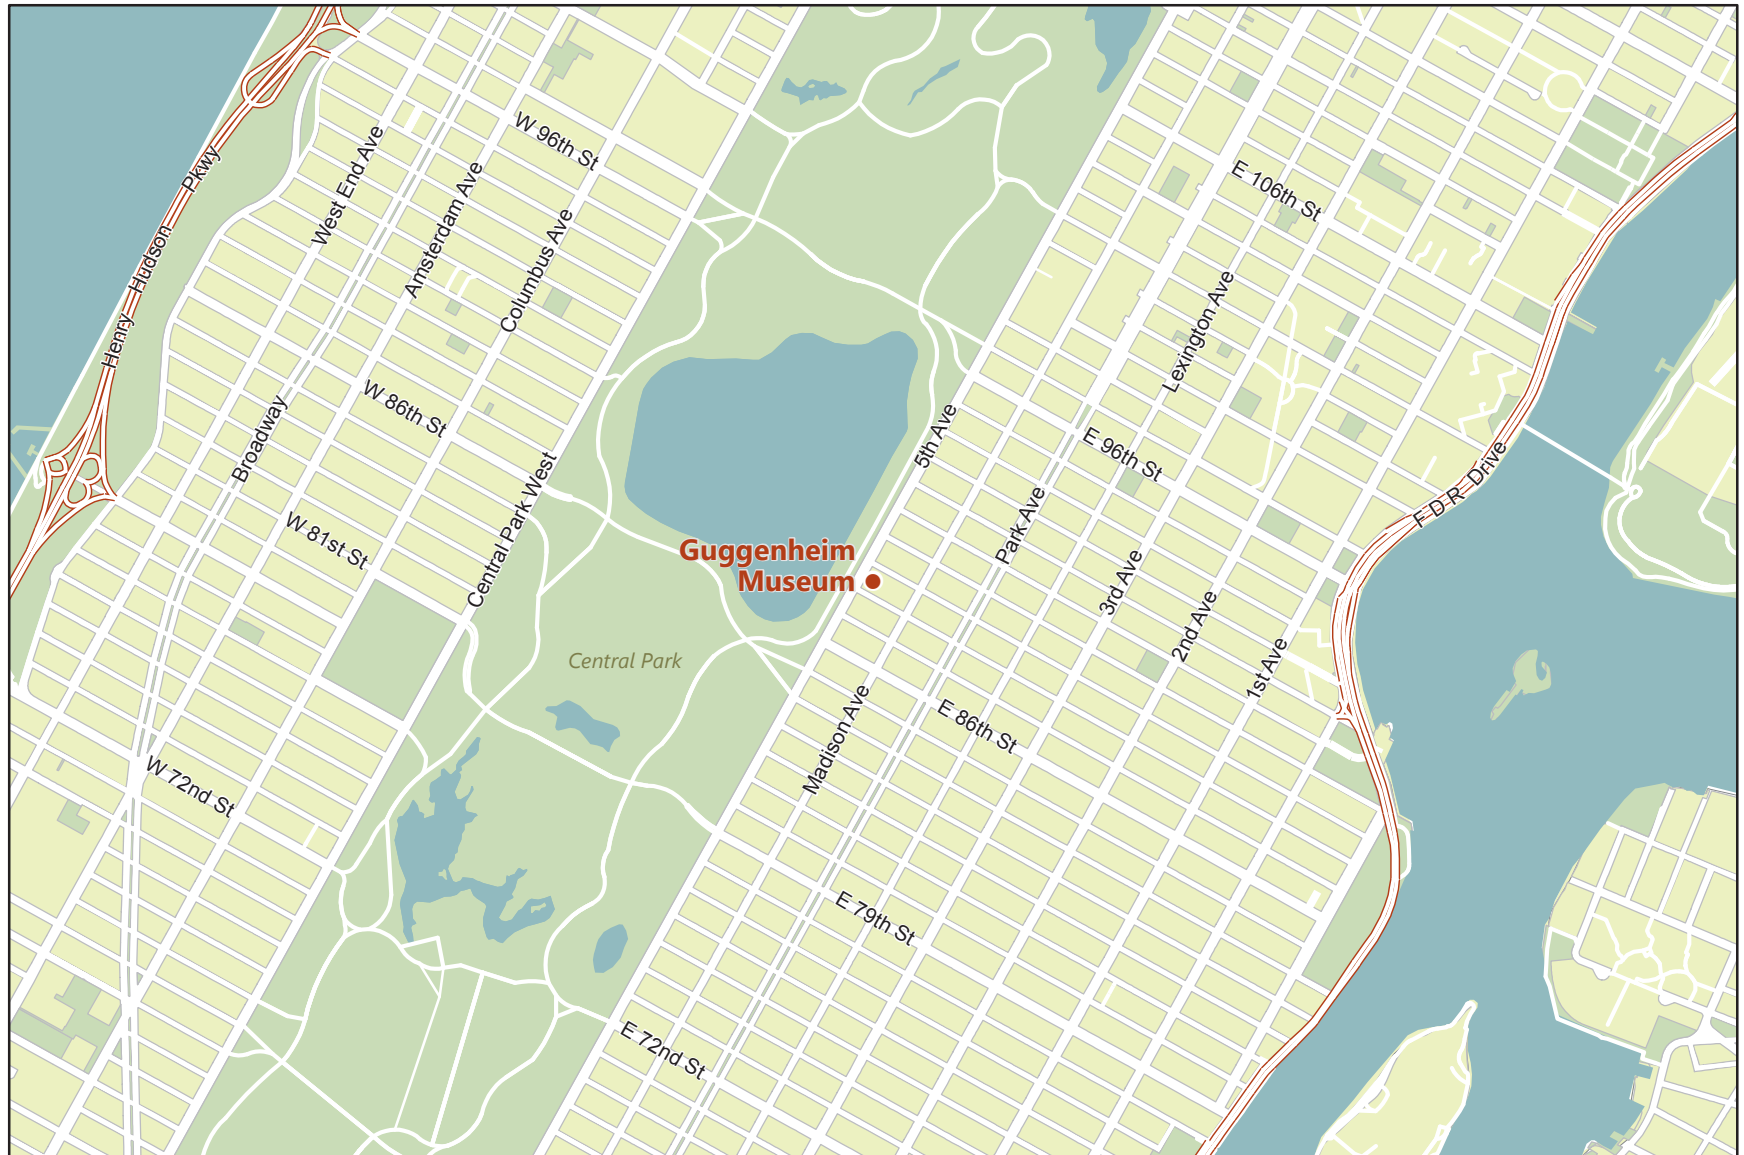 W 96th St
West End Ave
Henry Hudson Pkwy
Amsterdam Ave
E 106th St
Columbus Ave
Lexington Ave
W 86th St
Broadway
5th Ave
E 96th St
Central Park West
F D R Drive
W 81st St
Park Ave
Guggenheim
Museum
3rd Ave
2nd Ave
Central Park
1st Ave
Madison Ave
E 86th St
W 72nd St
E 79th St
E 72nd St